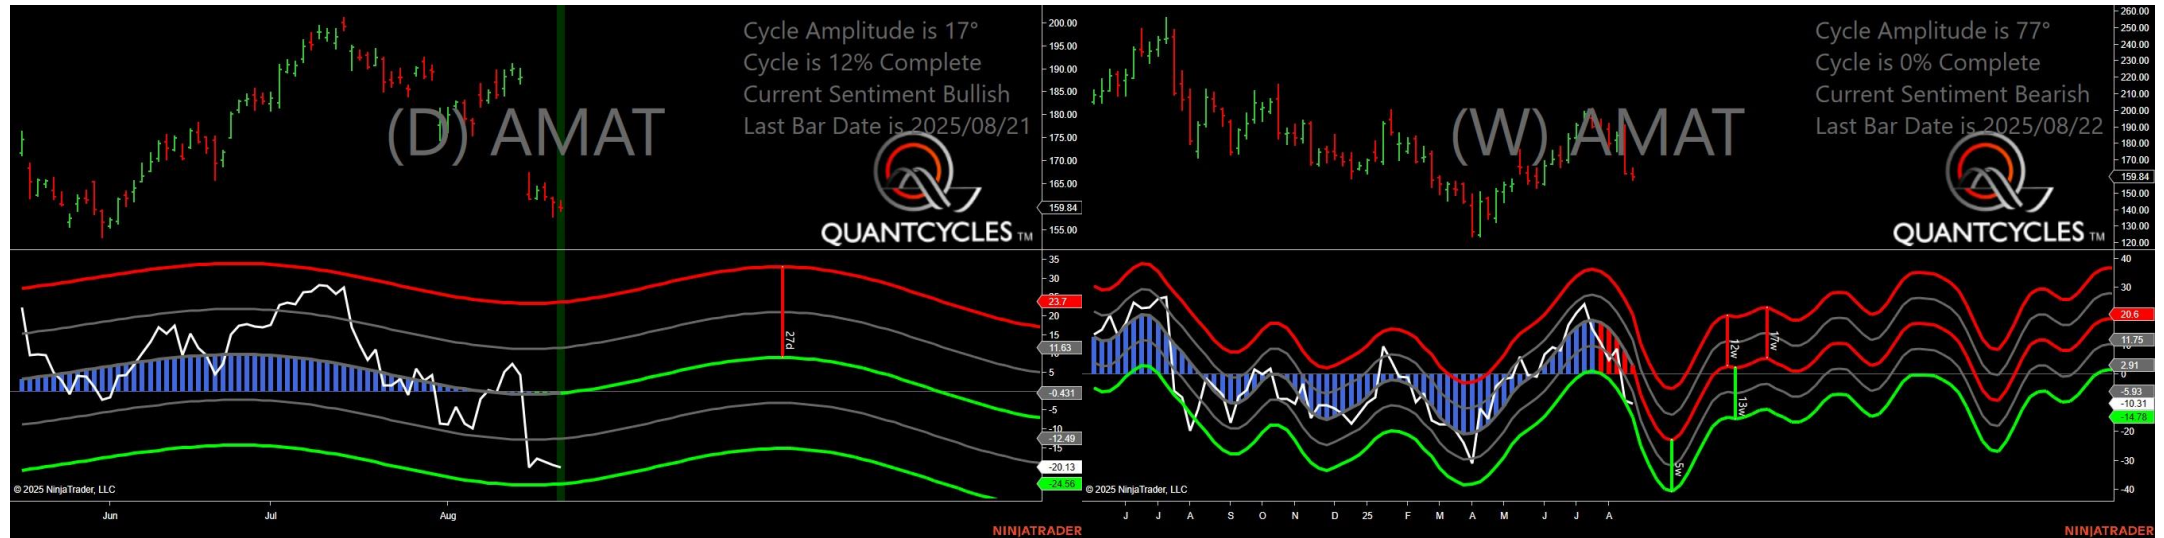 Cycle Amplitude is 17°
Cycle is 12% Complete
Current Sentiment Bullish
Last Bar Date is 2025/08/21
(D) AMAT
QUANTCYCLES TM
200.00
195.00
190.00
185.00
180.00
175.00
170.00
165.00
159.84
155.00
35
30
23.7
20
15
11.63
5
-0.431
-5
-10
-12.49
-15
-20.13
-24.56
27d
© 2025 NinjaTrader, LLC
Jun
Jul
Aug
NINJATRADER
Cycle Amplitude is 77°
Cycle is 0% Complete
Current Sentiment Bearish
Last Bar Date is 2025/08/22
(W) AMAT
QUANTCYCLES TM
260.00
250.00
240.00
230.00
220.00
210.00
200.00
190.00
180.00
170.00
159.84
150.00
140.00
130.00
120.00
40
30
20.6
11.75
2.91
0
-5.93
-10.31
-14.78
-20
-30
-40
12w
17w
13w
5w
© 2025 NinjaTrader, LLC
J J A S O N D 25 F M A M J J A
NINJATRADER